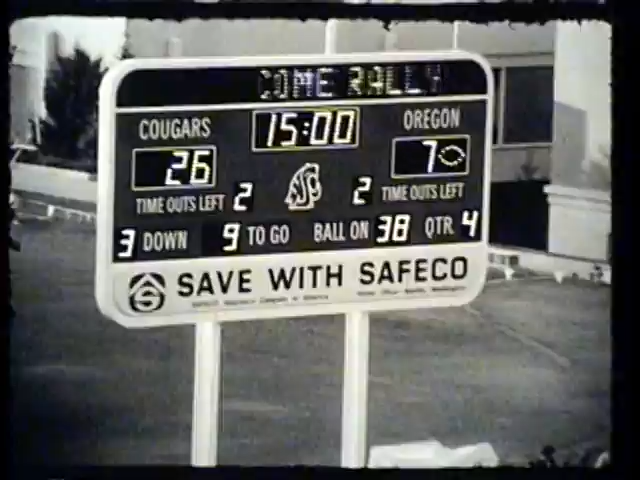 COME RALLY
COUGARS 15:00 OREGON
26 7
TIME OUTS LEFT 2 2 TIME OUTS LEFT
3 DOWN 9 TO GO BALL ON 38 QTR. 4
SAVE WITH SAFECO